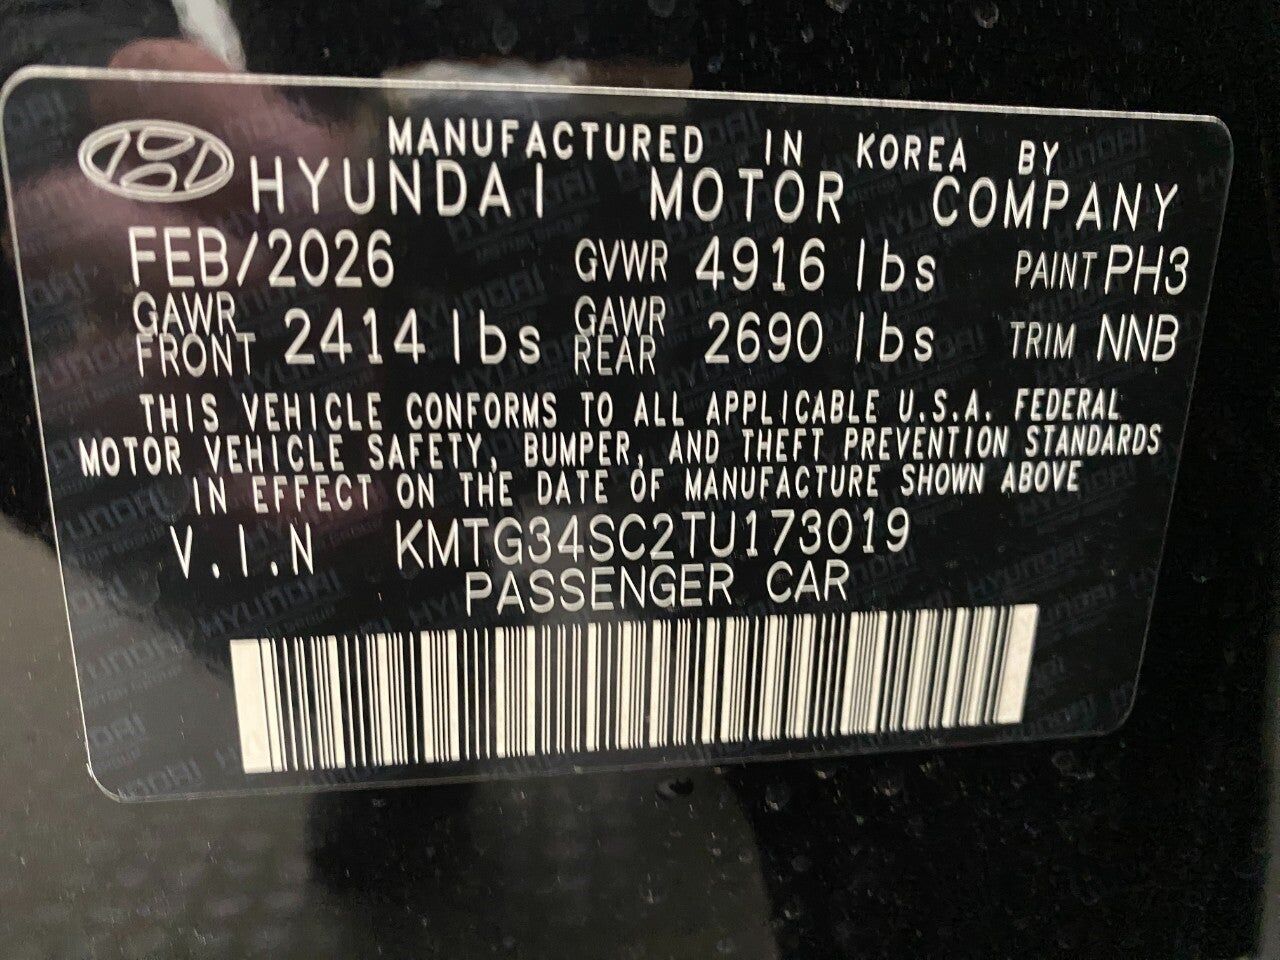 MANUFACTURED IN KOREA BY
HYUNDAI MOTOR COMPANY
FEB/2026 GVWR 4916 lbs PAINT PH3
GAWR FRONT 2414 lbs GAWR REAR 2690 lbs TRIM NNB
THIS VEHICLE CONFORMS TO ALL APPLICABLE U.S.A. FEDERAL
MOTOR VEHICLE SAFETY, BUMPER, AND THEFT PREVENTION STANDARDS
IN EFFECT ON THE DATE OF MANUFACTURE SHOWN ABOVE
V.I.N KMTG34SC2TU173019
PASSENGER CAR